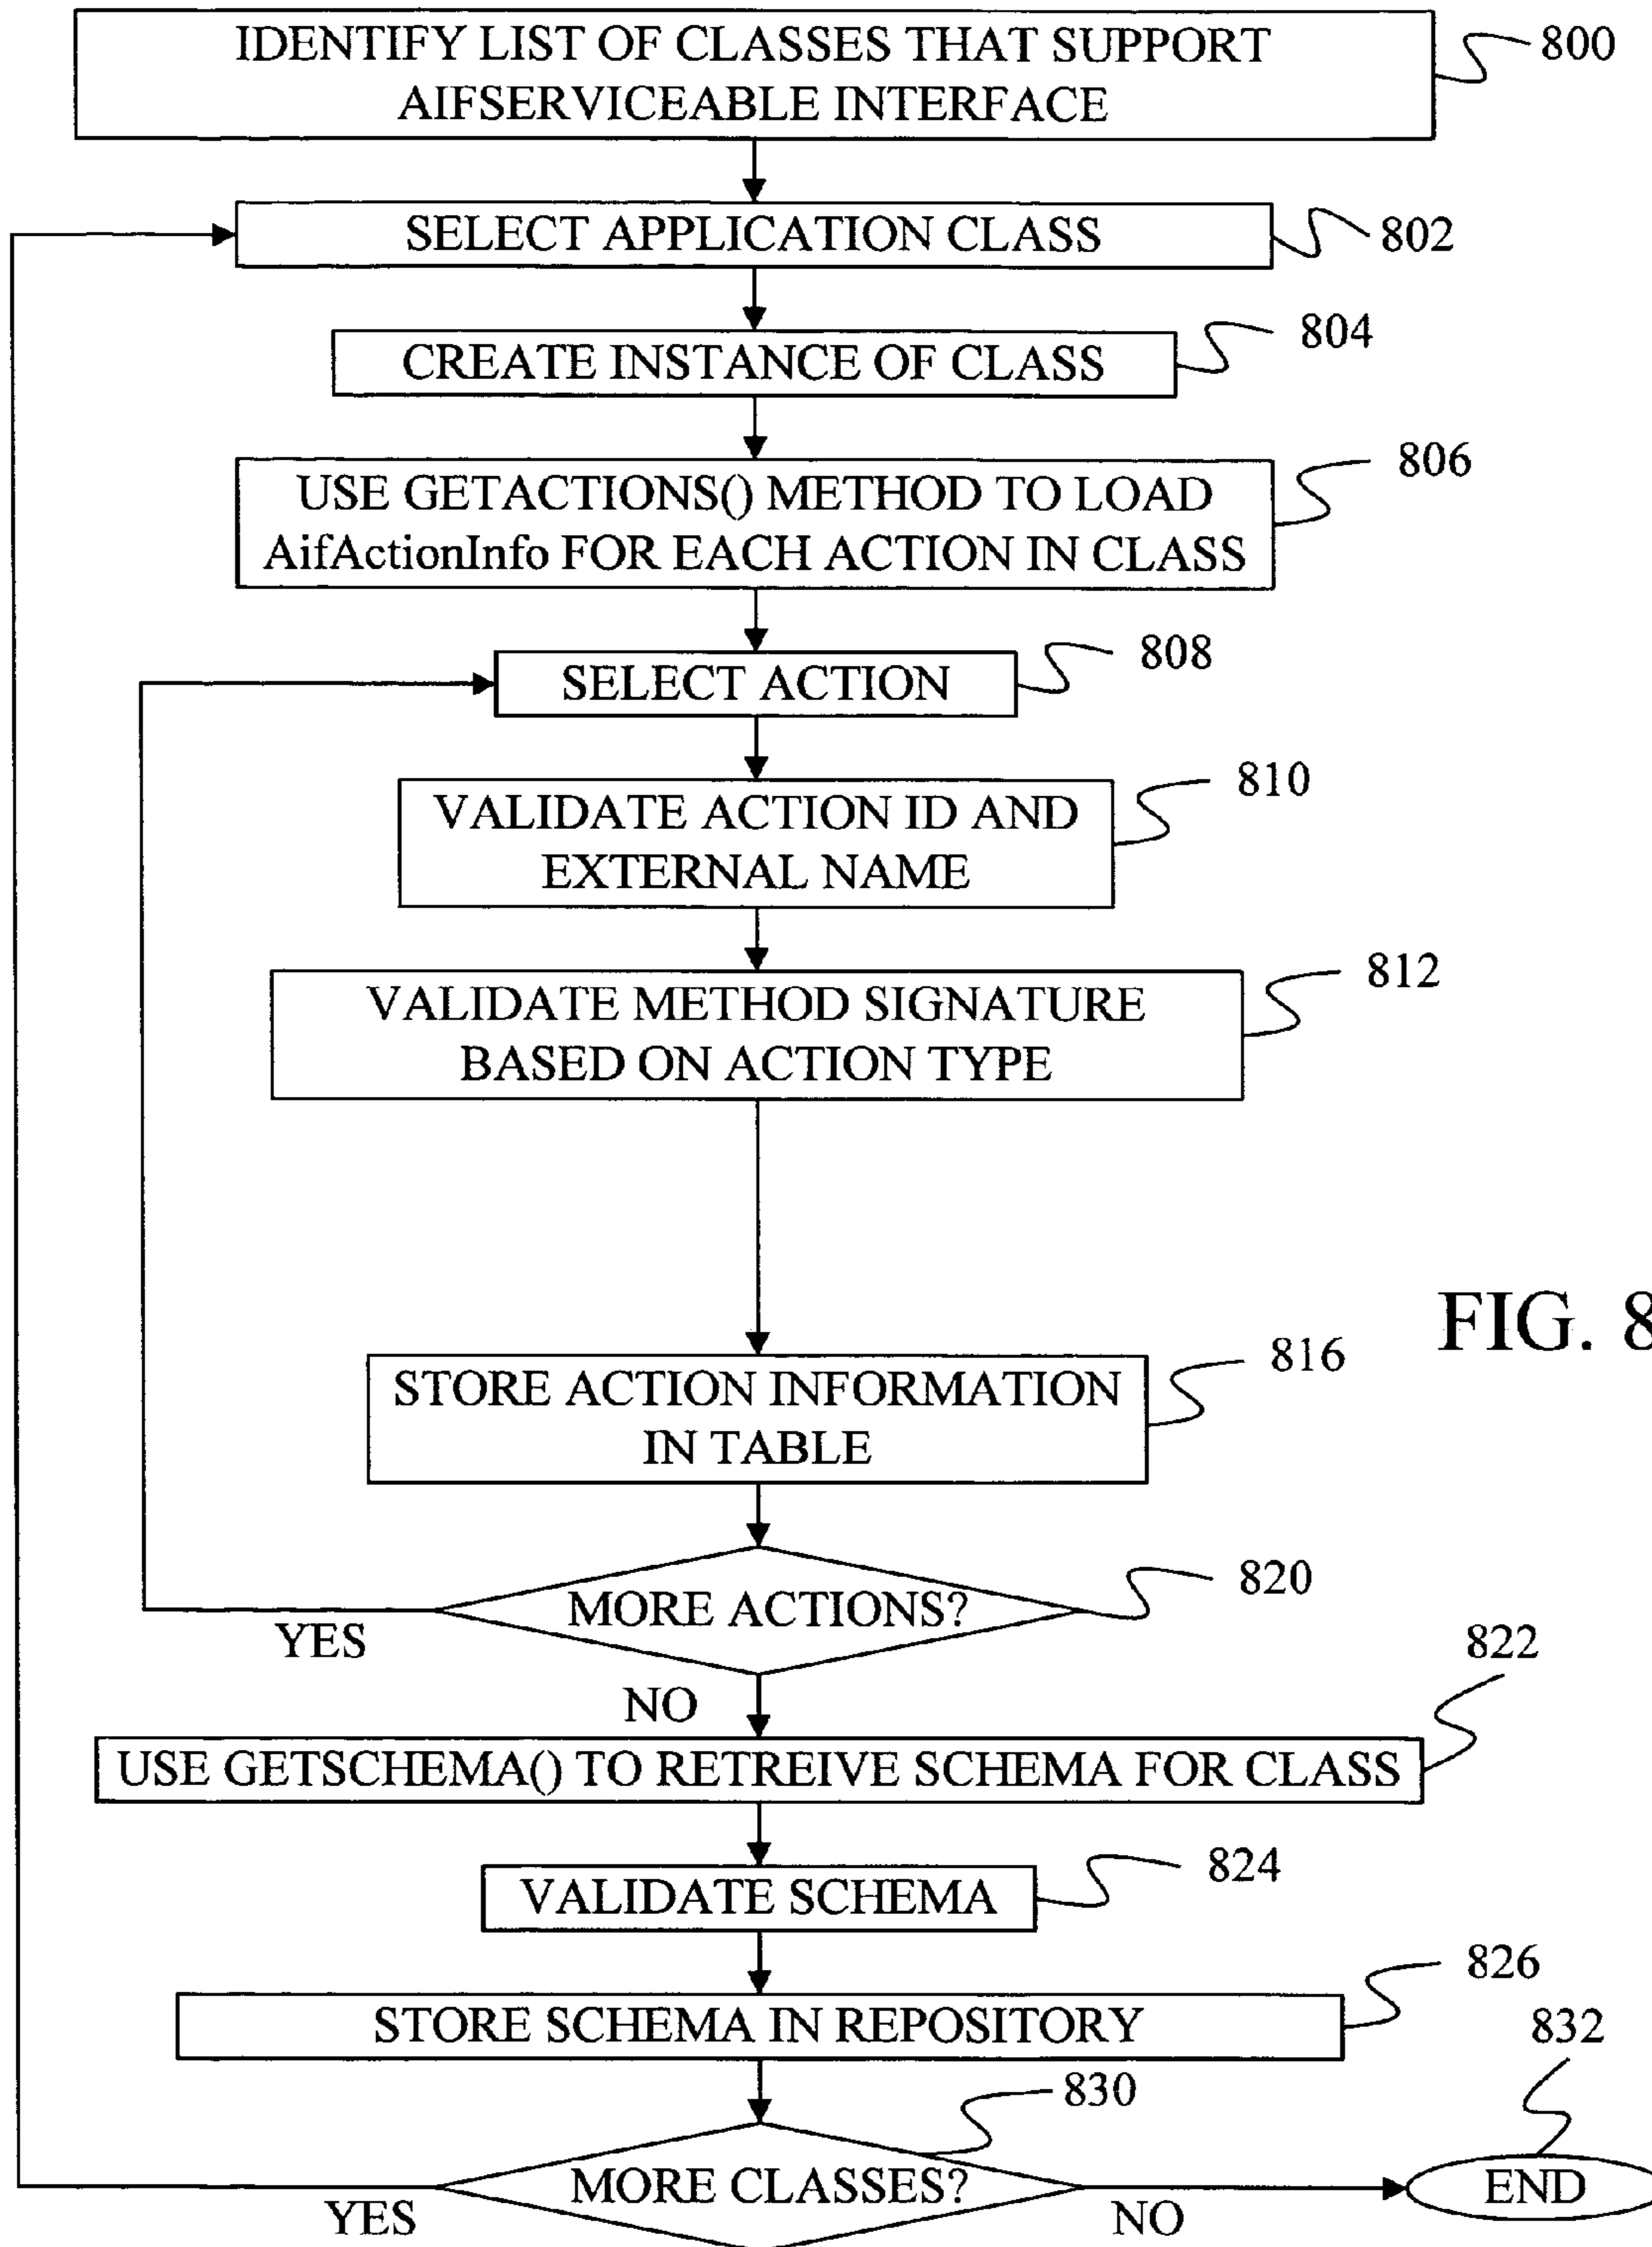 IDENTIFY LIST OF CLASSES THAT SUPPORT
AIFSERVICEABLE INTERFACE
800
SELECT APPLICATION CLASS
802
CREATE INSTANCE OF CLASS
804
USE GETACTIONS() METHOD TO LOAD
AifActionInfo FOR EACH ACTION IN CLASS
806
SELECT ACTION
808
VALIDATE ACTION ID AND
EXTERNAL NAME
810
VALIDATE METHOD SIGNATURE
BASED ON ACTION TYPE
812
FIG. 8
STORE ACTION INFORMATION
IN TABLE
816
MORE ACTIONS?
820
YES
NO
USE GETSCHEMA() TO RETREIVE SCHEMA FOR CLASS
822
VALIDATE SCHEMA
824
STORE SCHEMA IN REPOSITORY
826
MORE CLASSES?
830
YES
NO
END
832